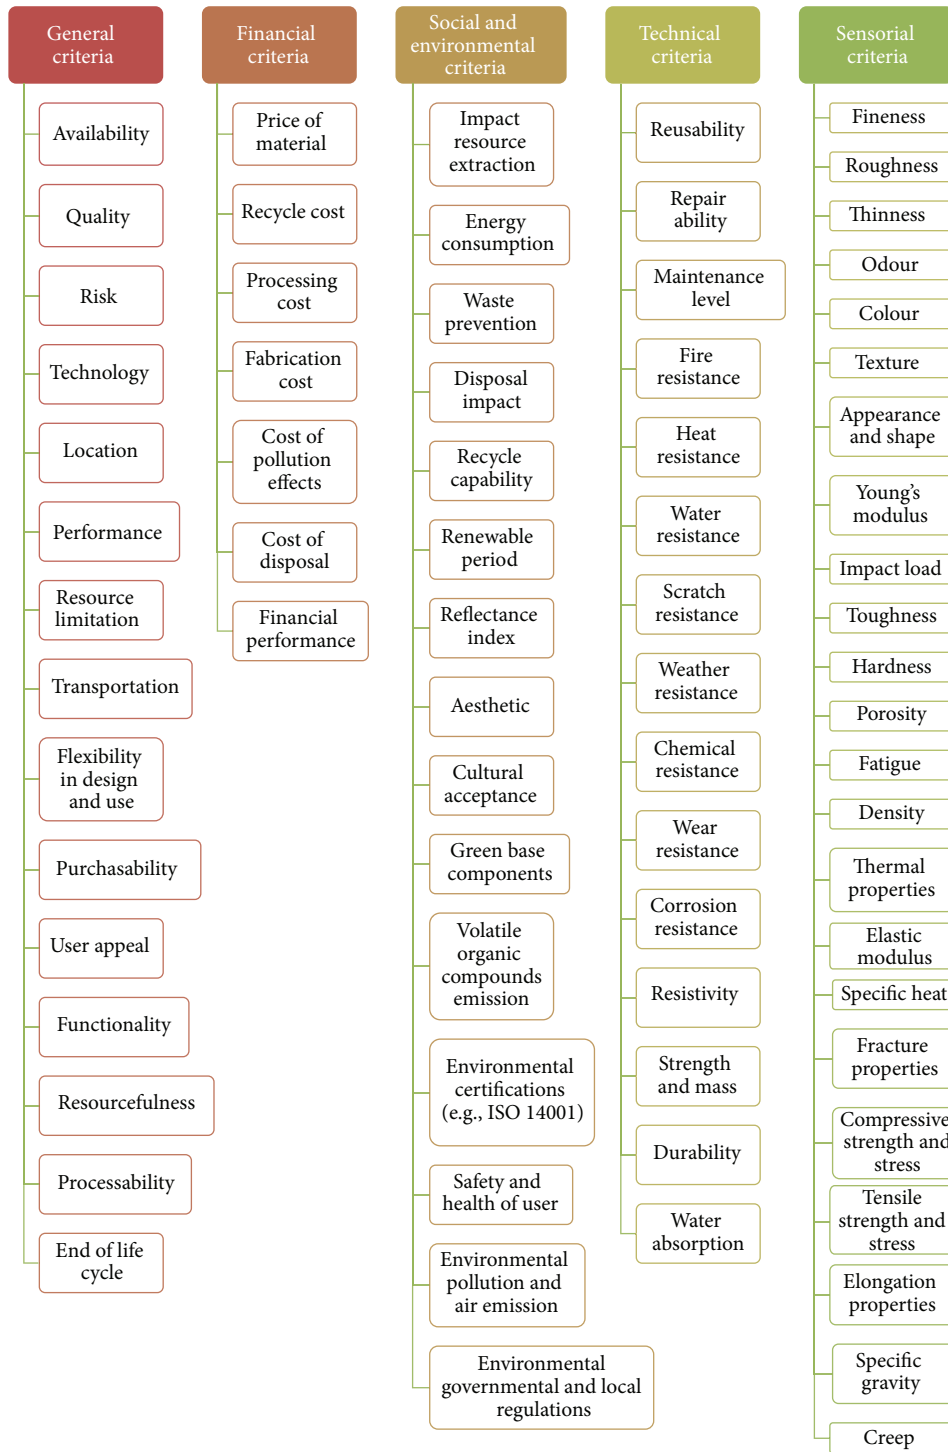 General
criteria
Availability
Quality
Risk
Technology
Location
Performance
Resource
limitation
Transportation
Flexibility
in design
and use
Purchasability
User appeal
Functionality
Resourcefulness
Processability
End of life
cycle
Financial
criteria
Price of
material
Recycle cost
Processing
cost
Fabrication
cost
Cost of
pollution
effects
Cost of
disposal
Financial
performance
Social and
environmental
criteria
Impact
resource
extraction
Energy
consumption
Waste
prevention
Disposal
impact
Recycle
capability
Renewable
period
Reflectance
index
Aesthetic
Cultural
acceptance
Green base
components
Volatile
organic
compounds
emission
Environmental
certifications
(e.g., ISO 14001)
Safety and
health of user
Environmental
pollution and
air emission
Environmental
governmental and local
regulations
Technical
criteria
Reusability
Repair
ability
Maintenance
level
Fire
resistance
Heat
resistance
Water
resistance
Scratch
resistance
Weather
resistance
Chemical
resistance
Wear
resistance
Corrosion
resistance
Resistivity
Strength
and mass
Durability
Water
absorption
Sensorial
criteria
Fineness
Roughness
Thinness
Odour
Colour
Texture
Appearance
and shape
Young's
modulus
Impact load
Toughness
Hardness
Porosity
Fatigue
Density
Thermal
properties
Elastic
modulus
Specific heat
Fracture
properties
Compressive
strength and
stress
Tensile
strength and
stress
Elongation
properties
Specific
gravity
Creep